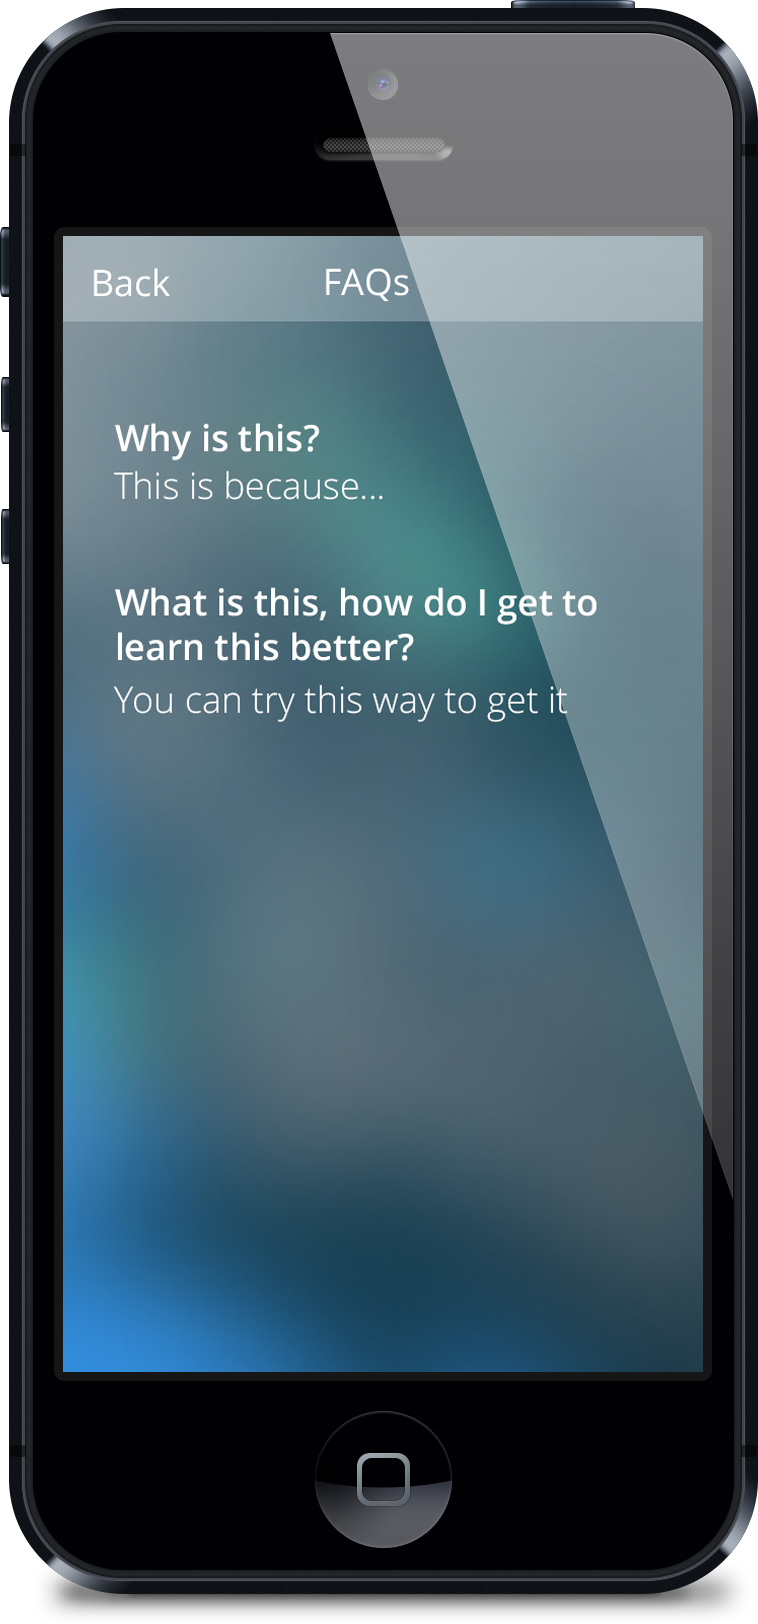 Back FAQs
Why is this?
This is because...
What is this, how do I get to
learn this better?
You can try this way to get it